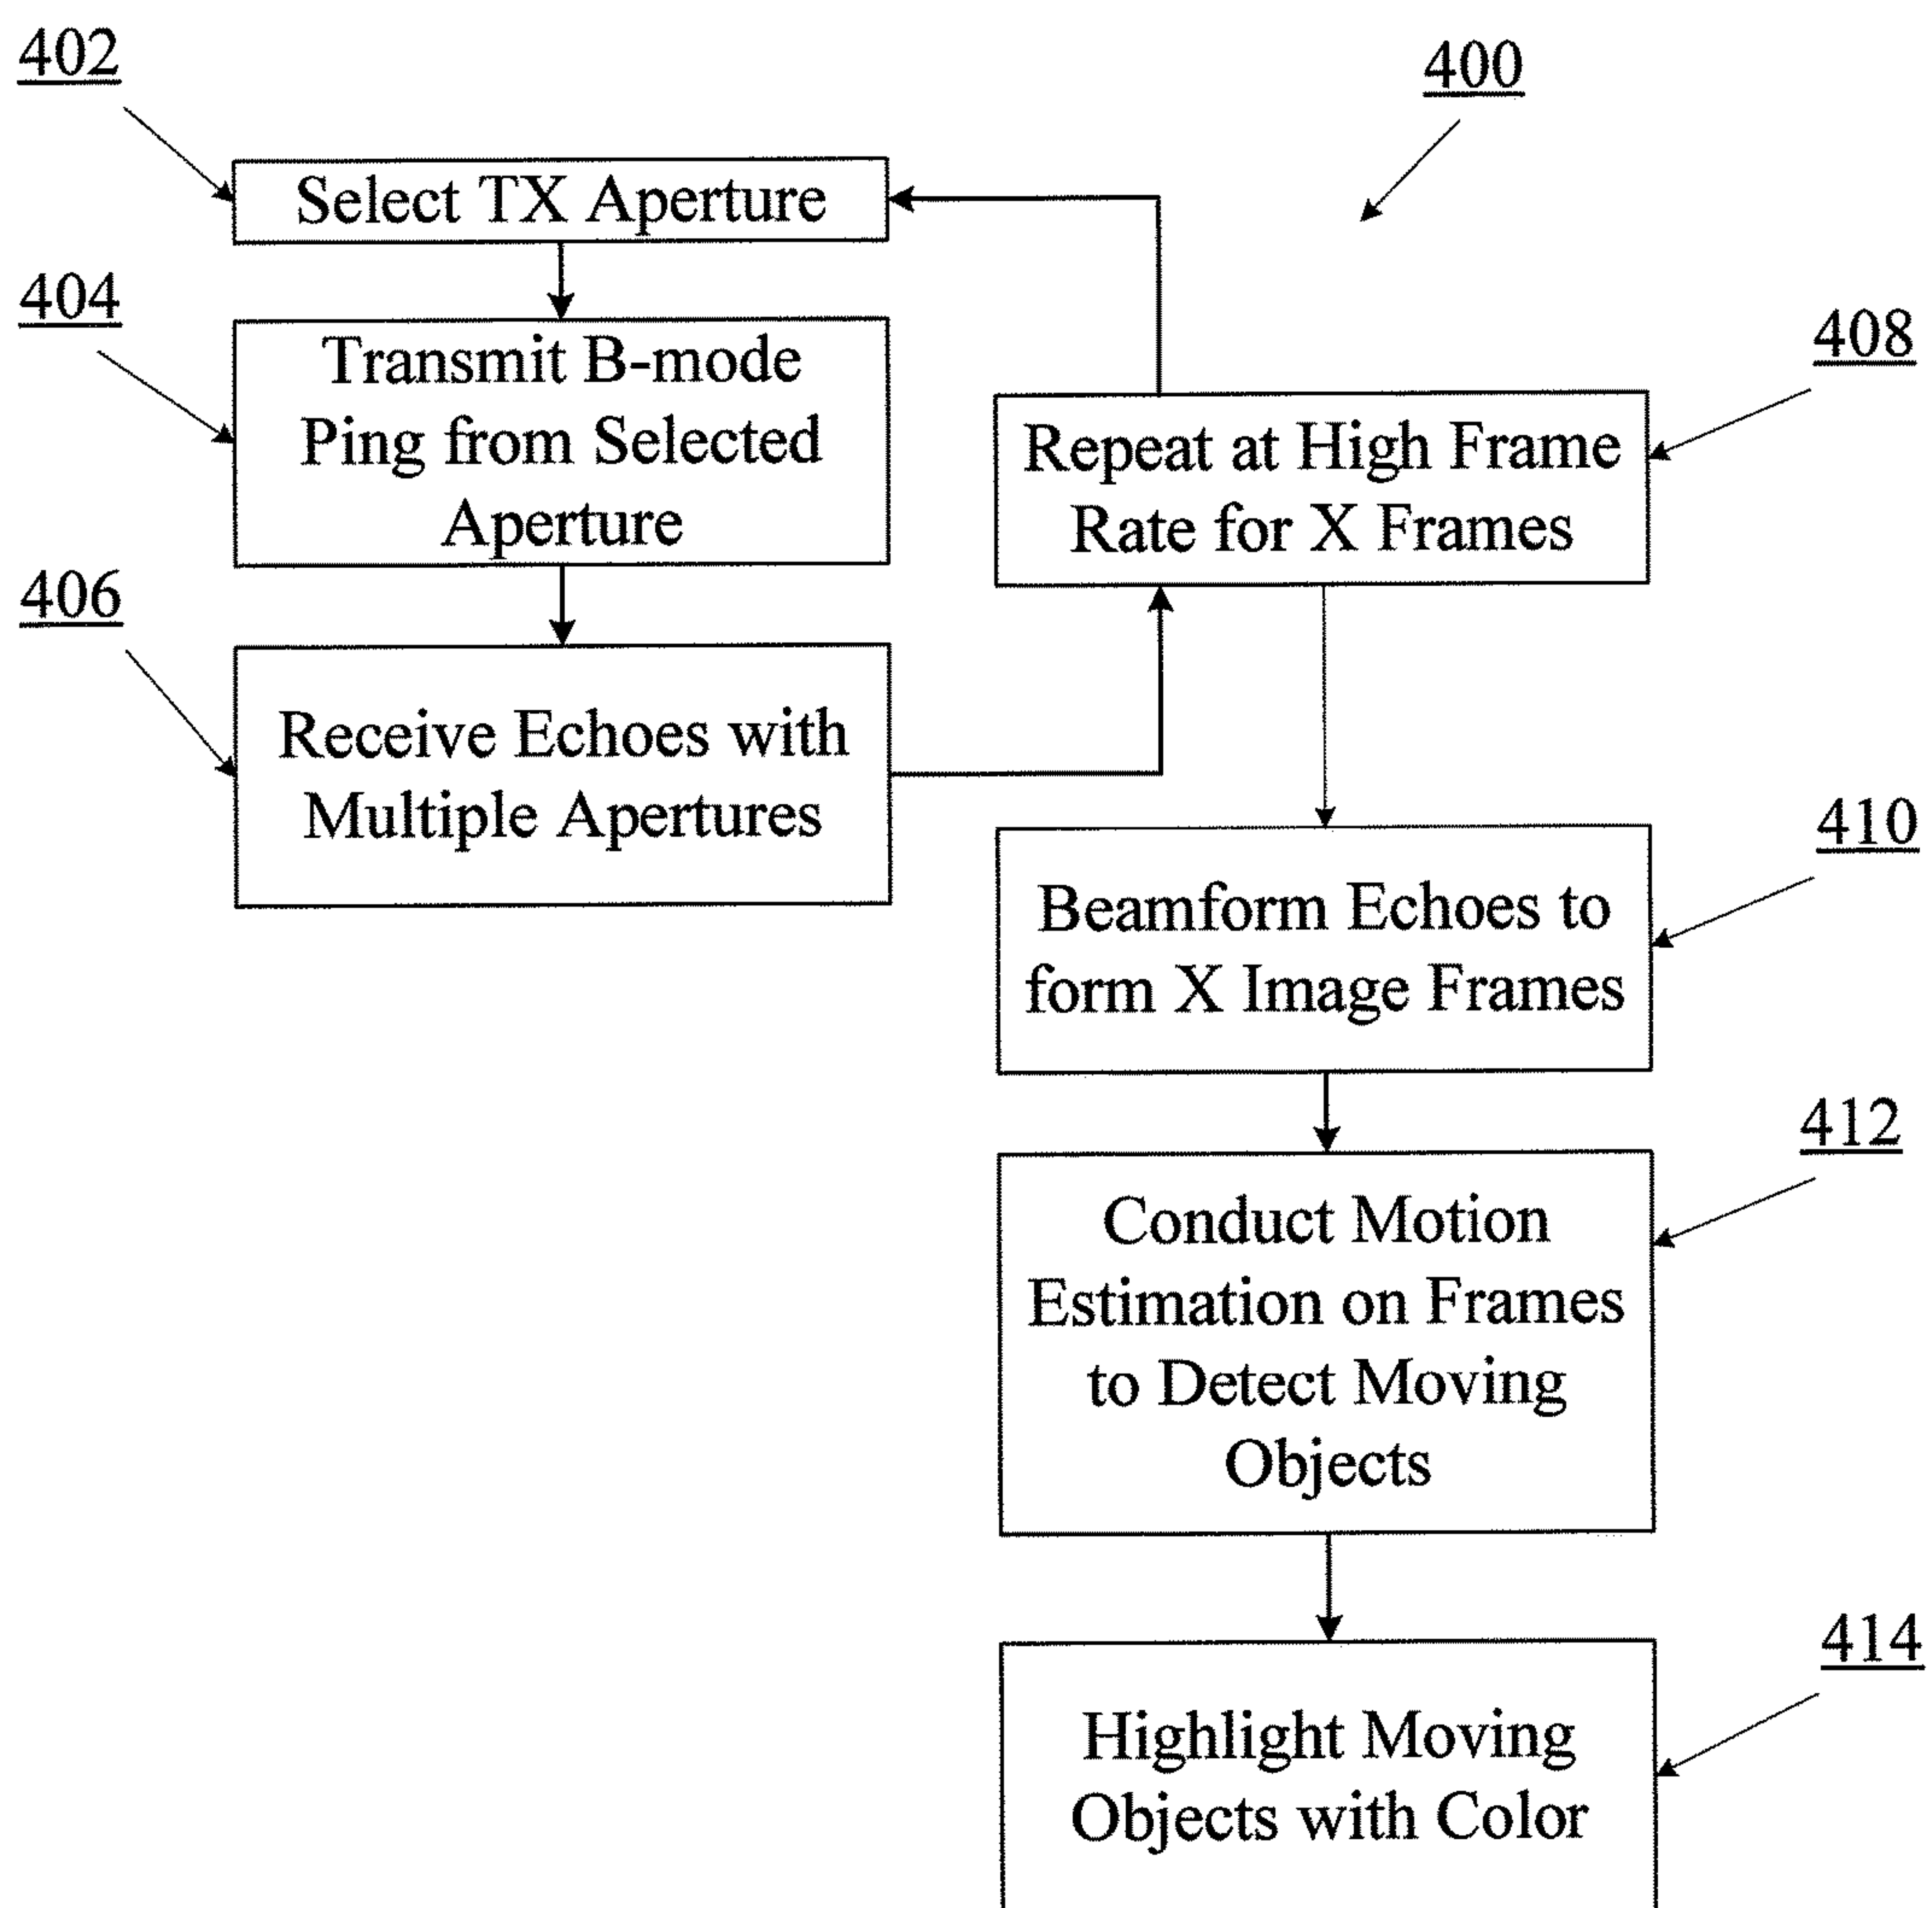 402
400
Select TX Aperture
404
Transmit B-mode
Ping from Selected
Aperture
408
Repeat at High Frame
Rate for X Frames
406
Receive Echoes with
Multiple Apertures
410
Beamform Echoes to
form X Image Frames
412
Conduct Motion
Estimation on Frames
to Detect Moving
Objects
414
Highlight Moving
Objects with Color